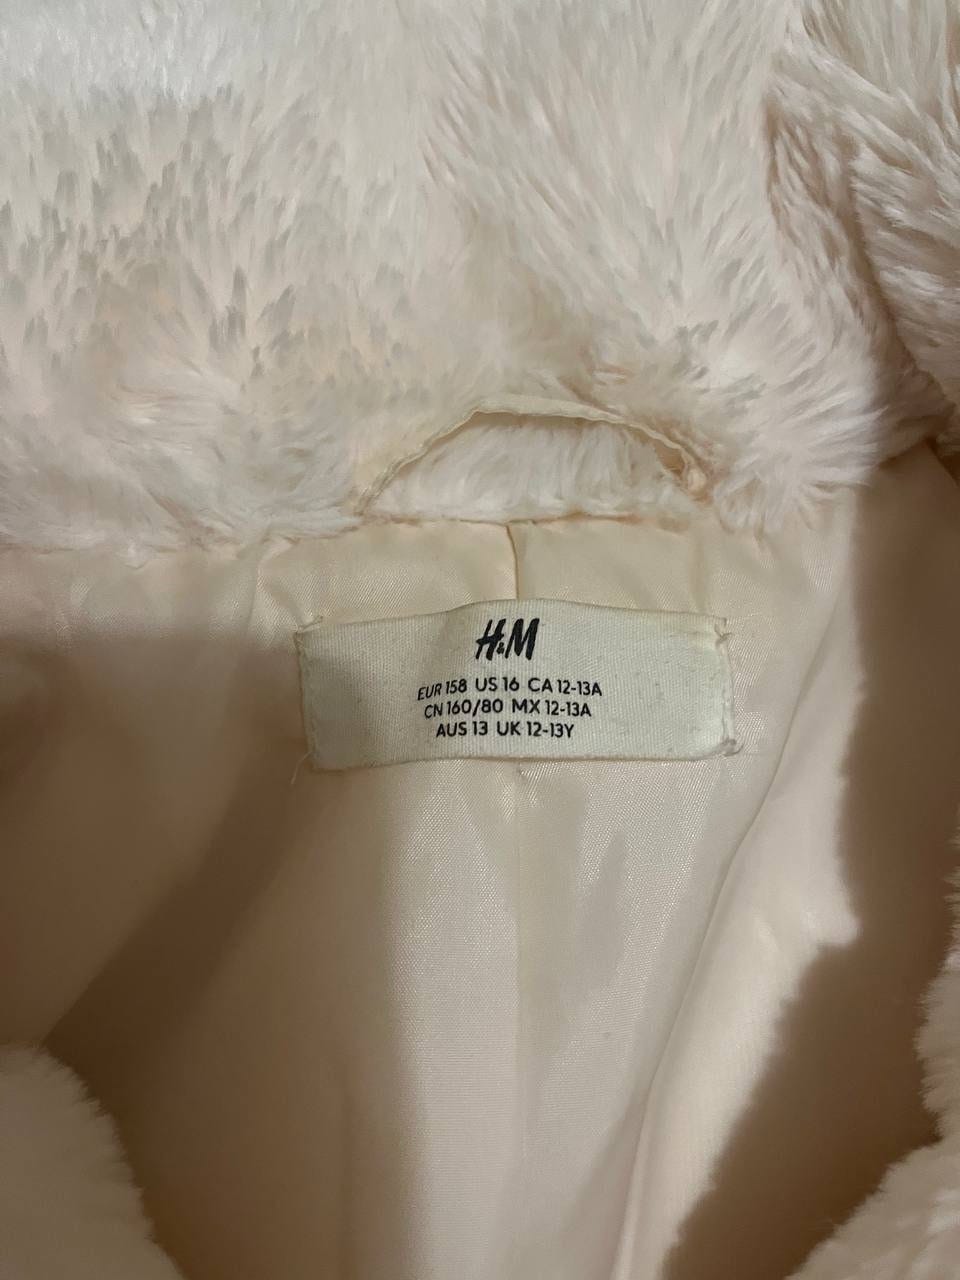 H&M
EUR 158 US 16 CA 12-13A
CN 160/80 MX 12-13A
AUS 13 UK 12-13Y